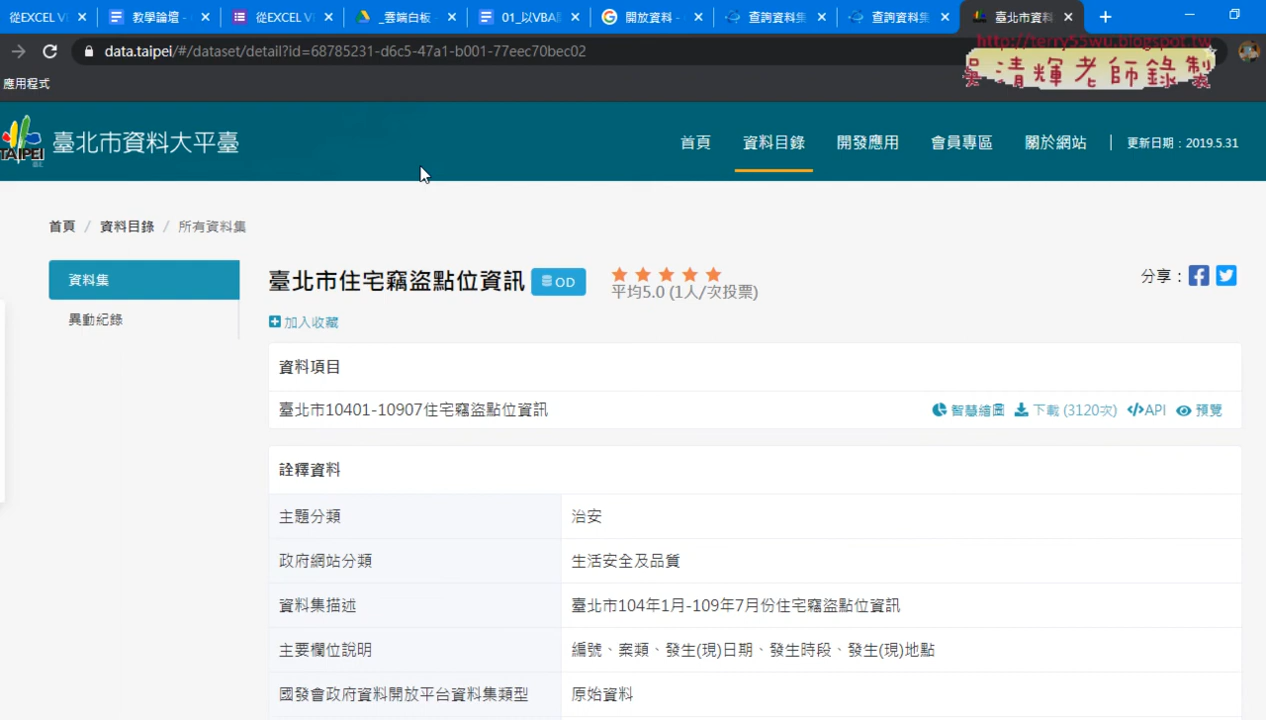 從EXCEL V
教學論壇 -
從EXCEL V
_雲端白板 -
01_以VBA
開放資料 -
查詢資料集
查詢資料集
臺北市資料
data.taipei/#/dataset/detail?id=68785231-d6c5-47a1-b001-77eec70bec02
http://terry55wu.blogspot.tw
吳清輝老師錄製
應用程式
TAIPEI
臺北市資料大平臺
首頁
資料目錄
開發應用
會員專區
關於網站
更新日期：2019.5.31
首頁 / 資料目錄 / 所有資料集
資料集
異動紀錄
臺北市住宅竊盜點位資訊
OD
平均5.0 (1人/次投票)
分享：
加入收藏
資料項目
臺北市10401-10907住宅竊盜點位資訊
智慧繪圖 下載 (3120次) </>API 預覽
詮釋資料
主題分類 治安
政府網站分類 生活安全及品質
資料集描述 臺北市104年1月-109年7月份住宅竊盜點位資訊
主要欄位說明 編號、案類、發生(現)日期、發生時段、發生(現)地點
國發會政府資料開放平台資料集類型 原始資料